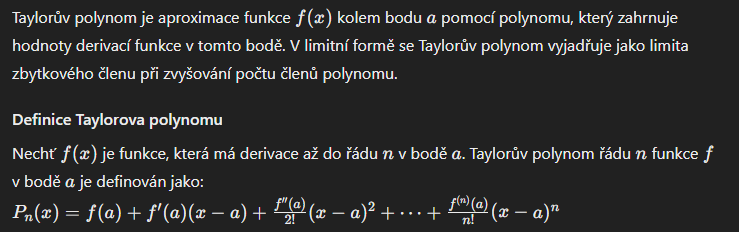 Taylorův polynom je aproximace funkce f(x) kolem bodu a pomocí polynomu, který zahrnuje
hodnoty derivací funkce v tomto bodě. V limitní formě se Taylorův polynom vyjadřuje jako limita
zbytkového členu při zvyšování počtu členů polynomu.
Definice Taylorova polynomu
Nechť f(x) je funkce, která má derivace až do řádu n v bodě a. Taylorův polynom řádu n funkce f
v bodě a je definován jako:
P_n(x) = f(a) + f'(a)(x − a) + \frac{f''(a)}{2!}(x − a)^2 + ⋯ + \frac{f^{(n)}(a)}{n!}(x − a)^n